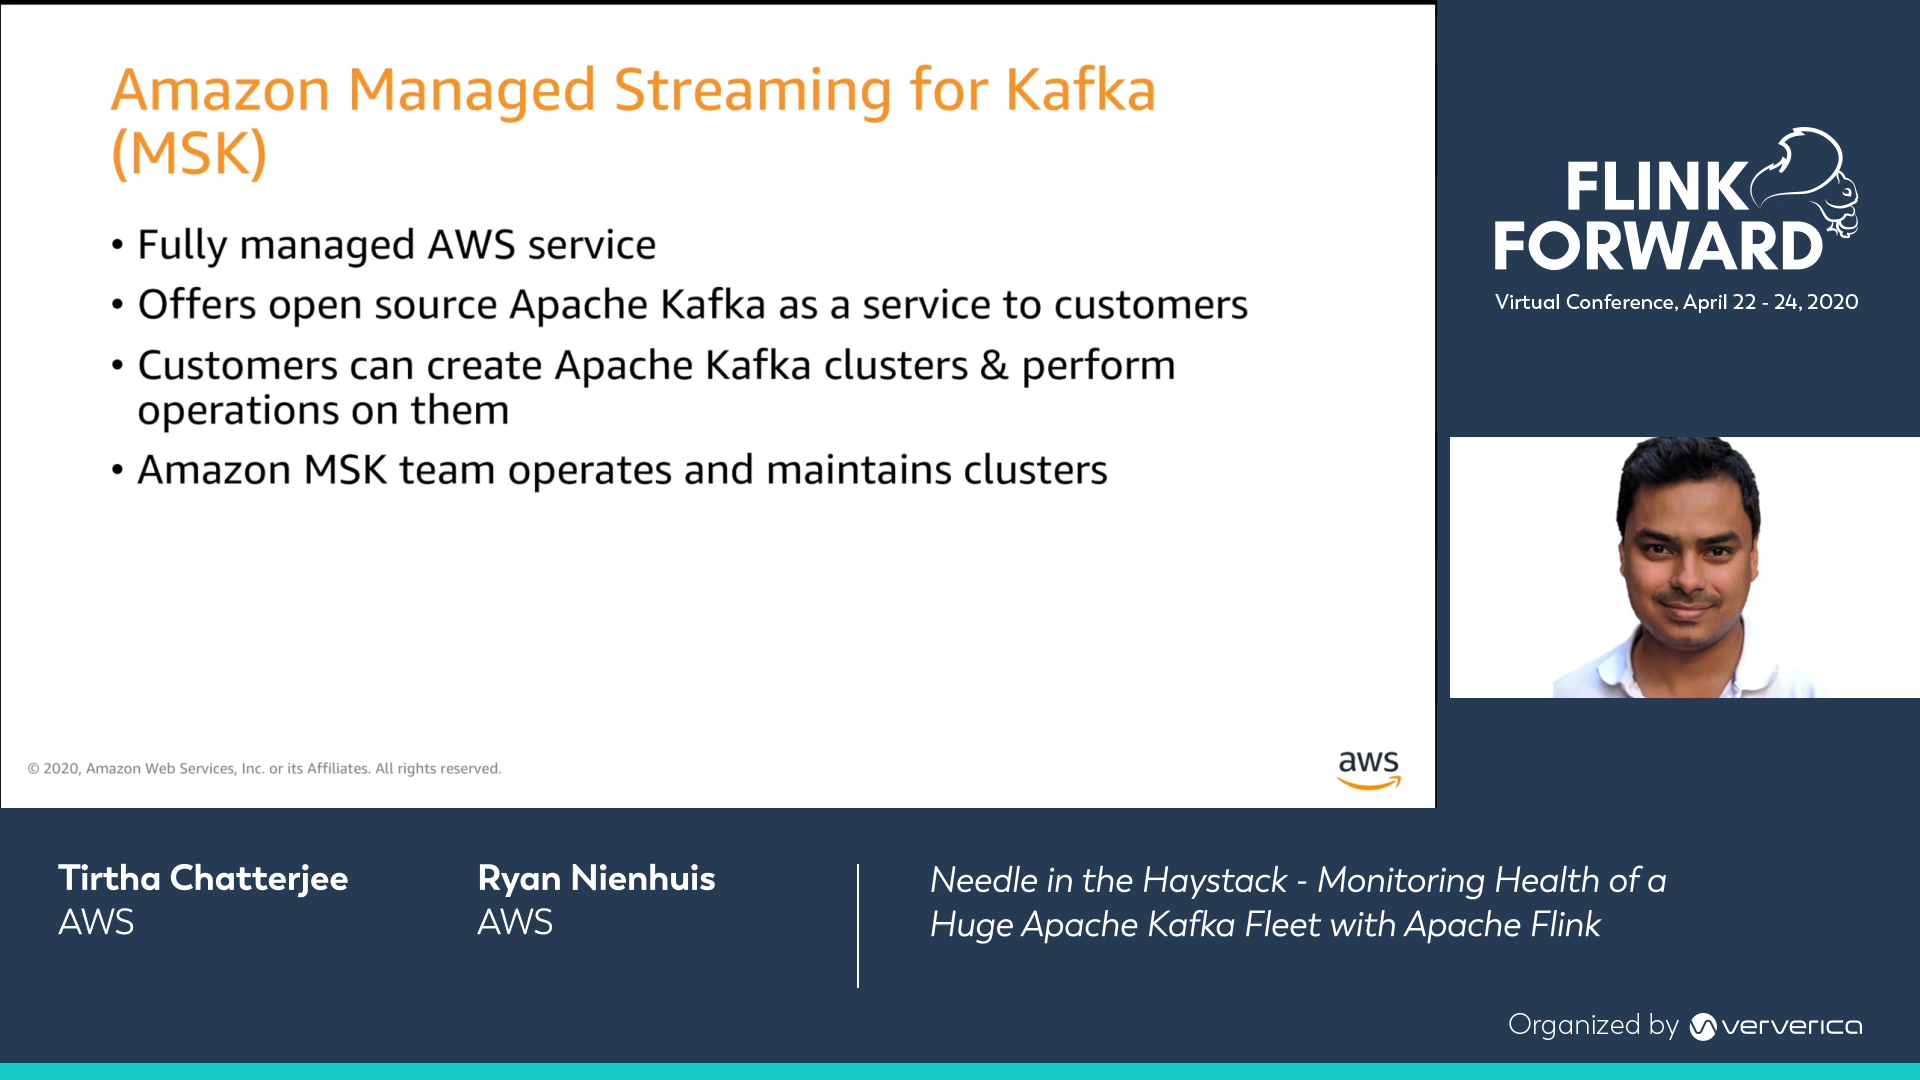 Amazon Managed Streaming for Kafka
(MSK)
• Fully managed AWS service
• Offers open source Apache Kafka as a service to customers
• Customers can create Apache Kafka clusters & perform
operations on them
• Amazon MSK team operates and maintains clusters
© 2020, Amazon Web Services, Inc. or its Affiliates. All rights reserved.
aws
FLINK
FORWARD
Virtual Conference, April 22 - 24, 2020
Tirtha Chatterjee
AWS
Ryan Nienhuis
AWS
Needle in the Haystack - Monitoring Health of a
Huge Apache Kafka Fleet with Apache Flink
Organized by ververica